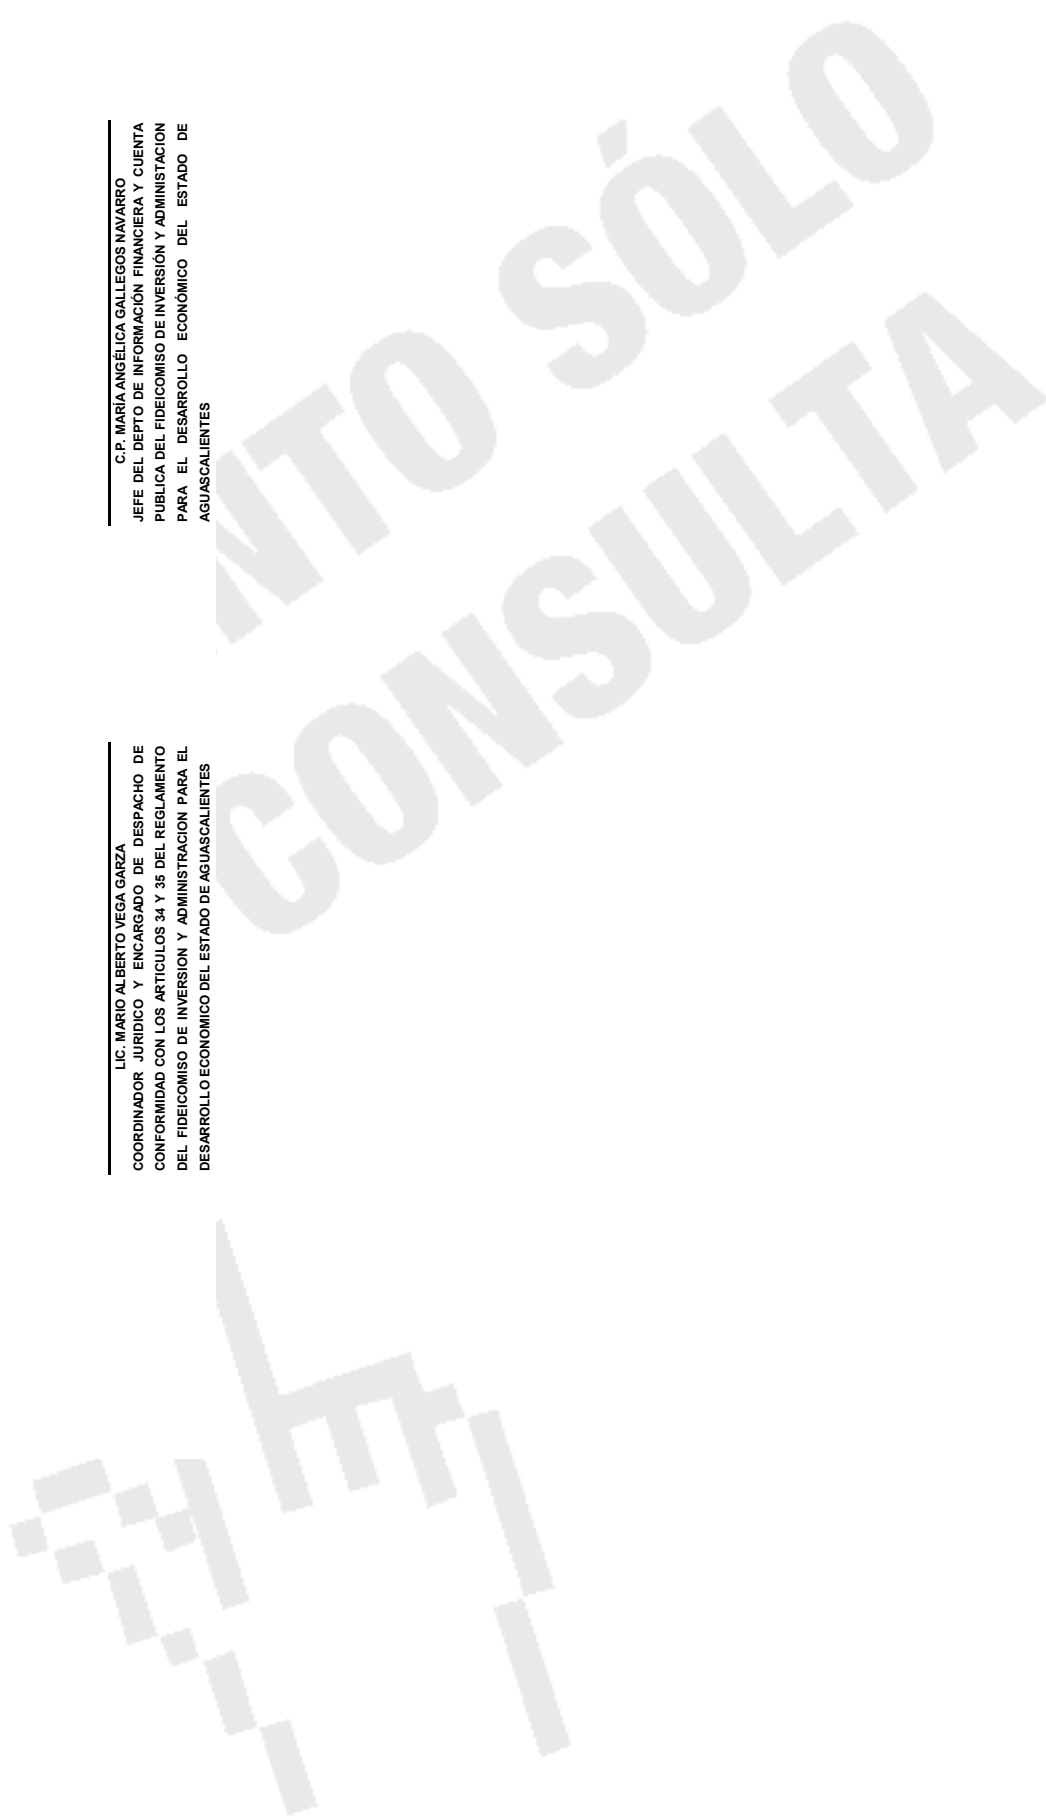 LIC. MARIO ALBERTO VEGA GARZA
COORDINADOR JURIDICO Y ENCARGADO DE DESPACHO DE
CONFORMIDAD CON LOS ARTICULOS 34 Y 35 DEL REGLAMENTO
DEL FIDEICOMISO DE INVERSION Y ADMINISTRACION PARA EL
DESARROLLO ECONOMICO DEL ESTADO DE AGUASCALIENTES
C.P. MARÍA ANGÉLICA GALLEGOS NAVARRO
JEFE DEL DEPTO DE INFORMACIÓN FINANCIERA Y CUENTA
PUBLICA DEL FIDEICOMISO DE INVERSIÓN Y ADMINISTACION
PARA EL DESARROLLO ECONÓMICO DEL ESTADO DE
AGUASCALIENTES
NTO SÓLO
CONSULTA